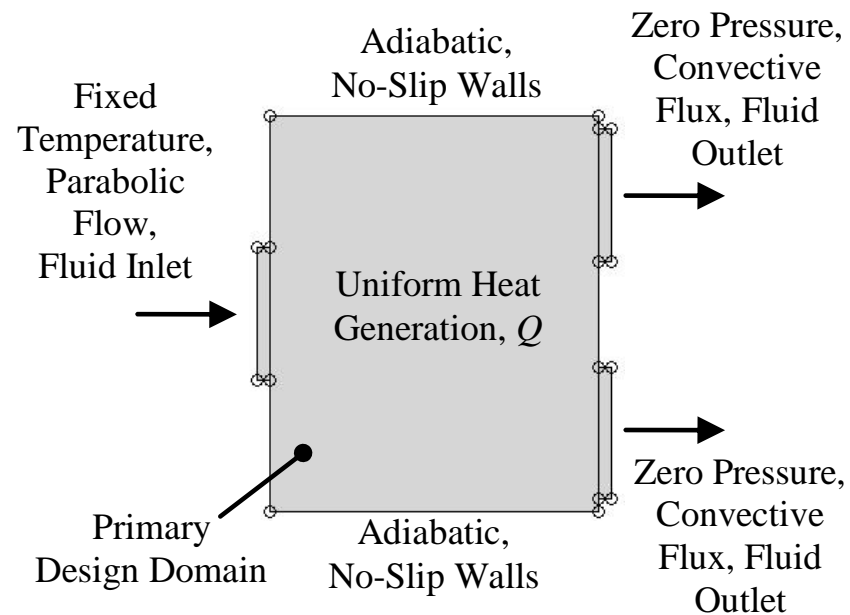 Adiabatic,
No-Slip Walls
Zero Pressure,
Convective
Flux, Fluid
Outlet
Fixed
Temperature,
Parabolic
Flow,
Fluid Inlet
Uniform Heat
Generation, Q
Primary
Design Domain
Adiabatic,
No-Slip Walls
Zero Pressure,
Convective
Flux, Fluid
Outlet